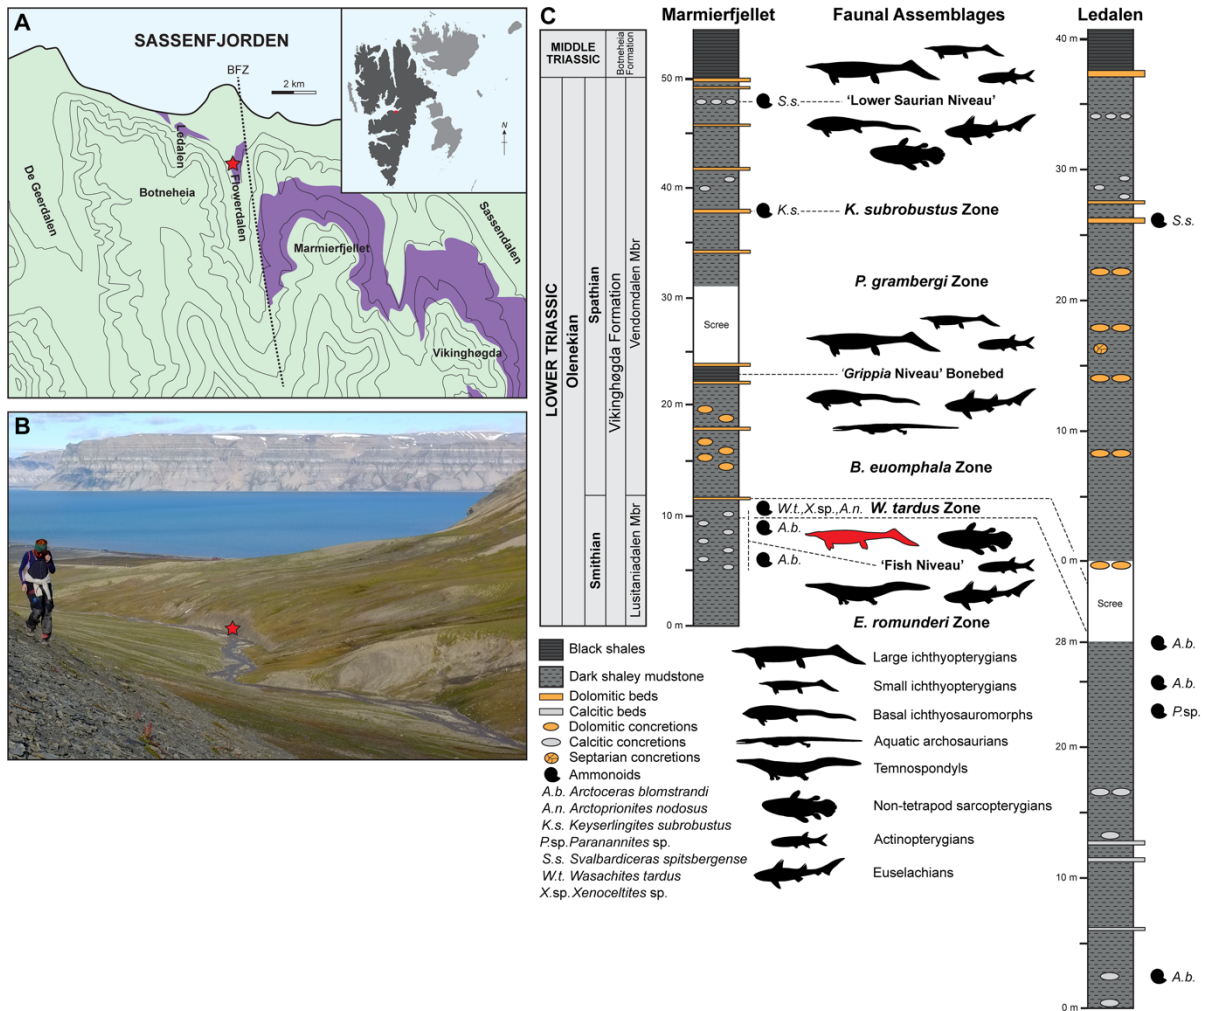 A
SASSENFJORDEN
BFZ
2 km
N
Ledalen
De Geerdalen
Botneheia
Flowerdalen
Sassendalen
Marmierfjellet
Vikinghøgda
B
C
Marmierfjellet
Faunal Assemblages
Ledalen
MIDDLE
TRIASSIC
Botneheia
Formation
LOWER TRIASSIC
Olenekian
Spathian
Smithian
Vikinghøgda Formation
Vendomdalen Mbr
Lusitaniadalen Mbr
50 m
40 m
30 m
Scree
20 m
10 m
0 m
S.s.
'Lower Saurian Niveau'
K.s.
K. subrobustus Zone
P. grambergi Zone
'Grippia Niveau' Bonebed
B. euomphala Zone
W.t.,X.sp.,A.n.
W. tardus Zone
A.b.
'Fish Niveau'
A.b.
E. romunderi Zone
40 m
30 m
S.s.
20 m
10 m
0 m
Scree
28 m
A.b.
A.b.
P.sp.
20 m
10 m
A.b.
0 m
Black shales
Dark shaley mudstone
Dolomitic beds
Calcitic beds
Dolomitic concretions
Calcitic concretions
Septarian concretions
Ammonoids
A.b. Arctoceras blomstrandi
A.n. Arctoprionites nodosus
K.s. Keyserlingites subrobustus
P.sp. Paranannites sp.
S.s. Svalbardiceras spitsbergense
W.t. Wasachites tardus
X.sp. Xenoceltites sp.
Large ichthyopterygians
Small ichthyopterygians
Basal ichthyosauromorphs
Aquatic archosaurians
Temnospondyls
Non-tetrapod sarcopterygians
Actinopterygians
Euselachians